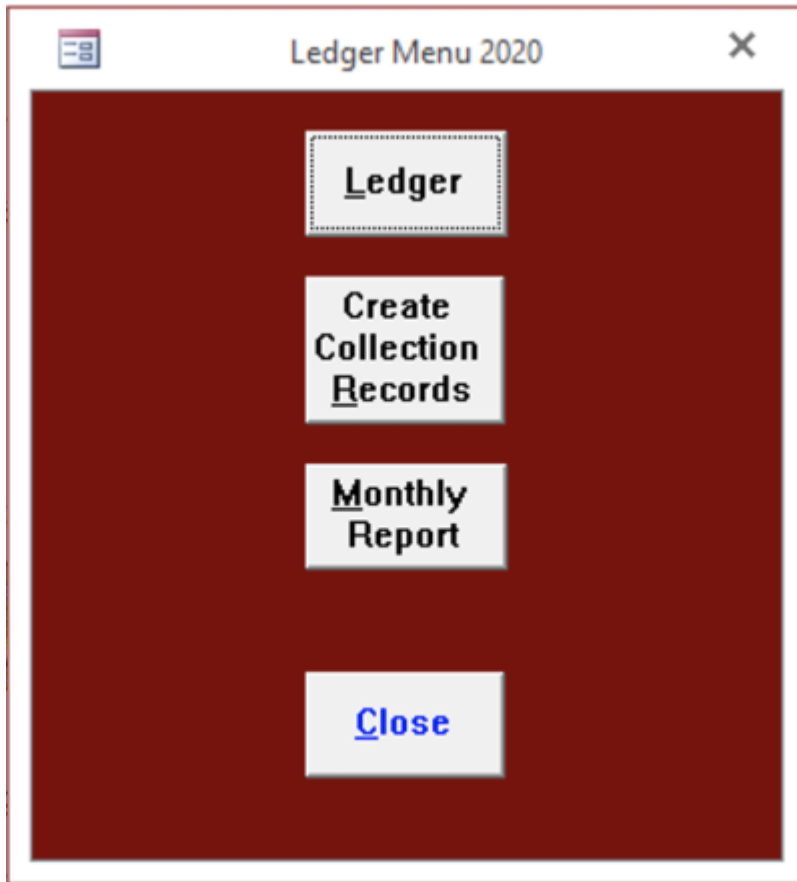 Ledger Menu 2020
Ledger
Create
Collection
Records
Monthly
Report
Close